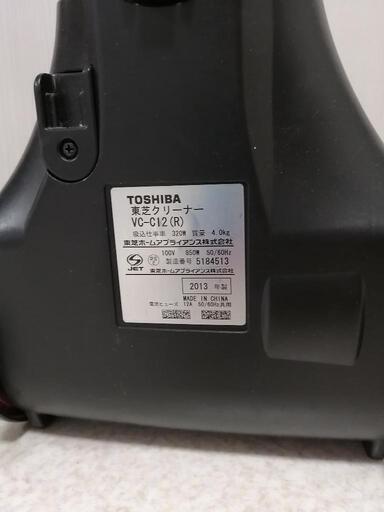 TOSHIBA
東芝クリーナー
VC-C12(R)
吸込仕事率 320W 質量 4.0kg
東芝ホームアプライアンス株式会社
100V 850W 50/60Hz
JET 製造番号 5184513
東芝ホームアプライアンス株式会社
2013 年製
MADE IN CHINA
電流ヒューズ 12A 50/60Hz共用